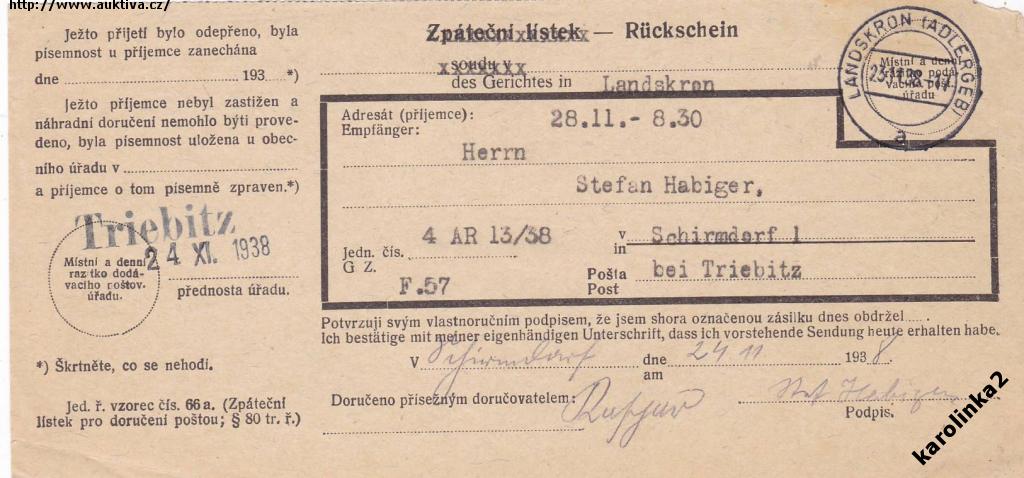 http://www.auktiva.cz/
Ježto přijetí bylo odepřeno, byla
písemnost u příjemce zanechána
dne 193 *)
Ježto příjemce nebyl zastižen a
náhradní doručení nemohlo býti prove-
deno, byla písemnost uložena u obec-
ního úřadu v
a příjemce o tom písemně zpraven.*)
Triebitz
24 XI. 1938
Místní a denní
razítko dodá-
vacího poštov.
úřadu.
přednosta úřadu.
*) Škrtněte, co se nehodí.
Jed. ř. vzorec čís. 66 a. (Zpáteční
lístek pro doručení poštou; § 80 tr. ř.)
Zpáteční lístek — Rückschein
soudu v
des Gerichtes in Landskron
LANDSKRON (ADLERGEB)
Místní a denní
razítko podá-
vacího pošt.
úřadu
a
Adresát (příjemce):
Empfänger:
28.11.- 8.30
Herrn
Stefan Habiger,
Jedn. čís.
G Z.
4 AR 13/38
F.57
v
in
Schirmdorf 1
Pošta
Post
bei Triebitz
Potvrzuji svým vlastnoručním podpisem, že jsem shora označenou zásilku dnes obdržel
Ich bestätige mit meiner eigenhändigen Unterschrift, dass ich vorstehende Sendung heute erhalten habe.
V Schirmdorf dne 24 11 1938.
am
Doručeno přísežným doručovatelem:
Stef Habiger
Podpis.
karolinka2